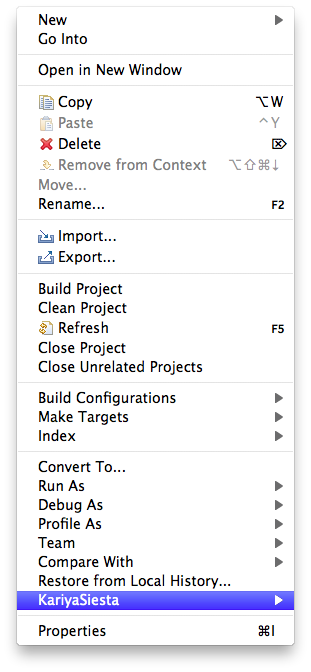 New
Go Into
Open in New Window
Copy ⌥W
Paste ^Y
Delete ⌦
Remove from Context ⌥⇧⌘↓
Move...
Rename... F2
Import...
Export...
Build Project
Clean Project
Refresh F5
Close Project
Close Unrelated Projects
Build Configurations
Make Targets
Index
Convert To...
Run As
Debug As
Profile As
Team
Compare With
Restore from Local History...
KariyaSiesta
Properties ⌘I